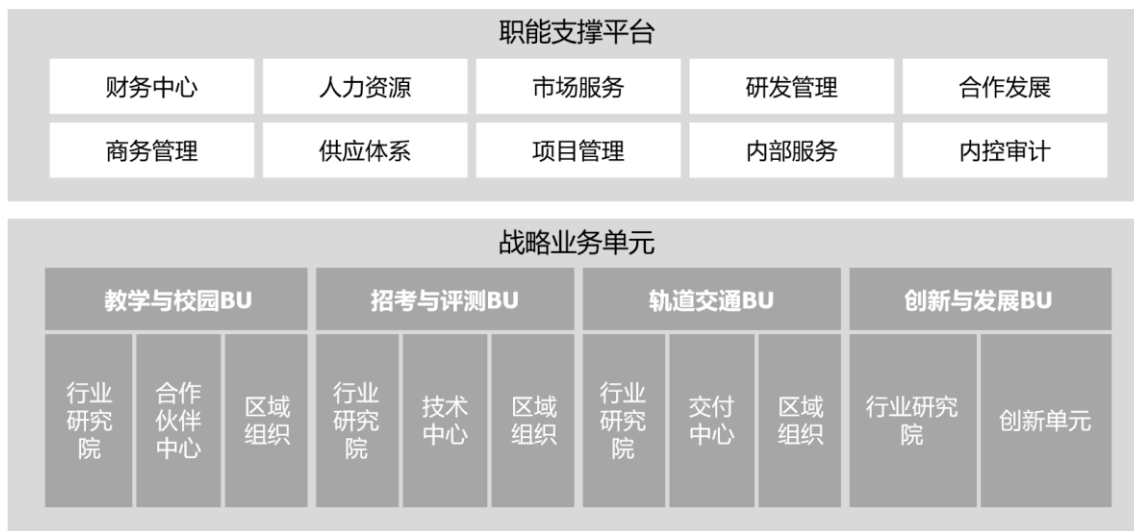 职能支撑平台
财务中心
人力资源
市场服务
研发管理
合作发展
商务管理
供应体系
项目管理
内部服务
内控审计
战略业务单元
教学与校园BU
招考与评测BU
轨道交通BU
创新与发展BU
行业
研究
院
合作
伙伴
中心
区域
组织
行业
研究
院
技术
中心
区域
组织
行业
研究
院
交付
中心
区域
组织
行业研究
院
创新单元